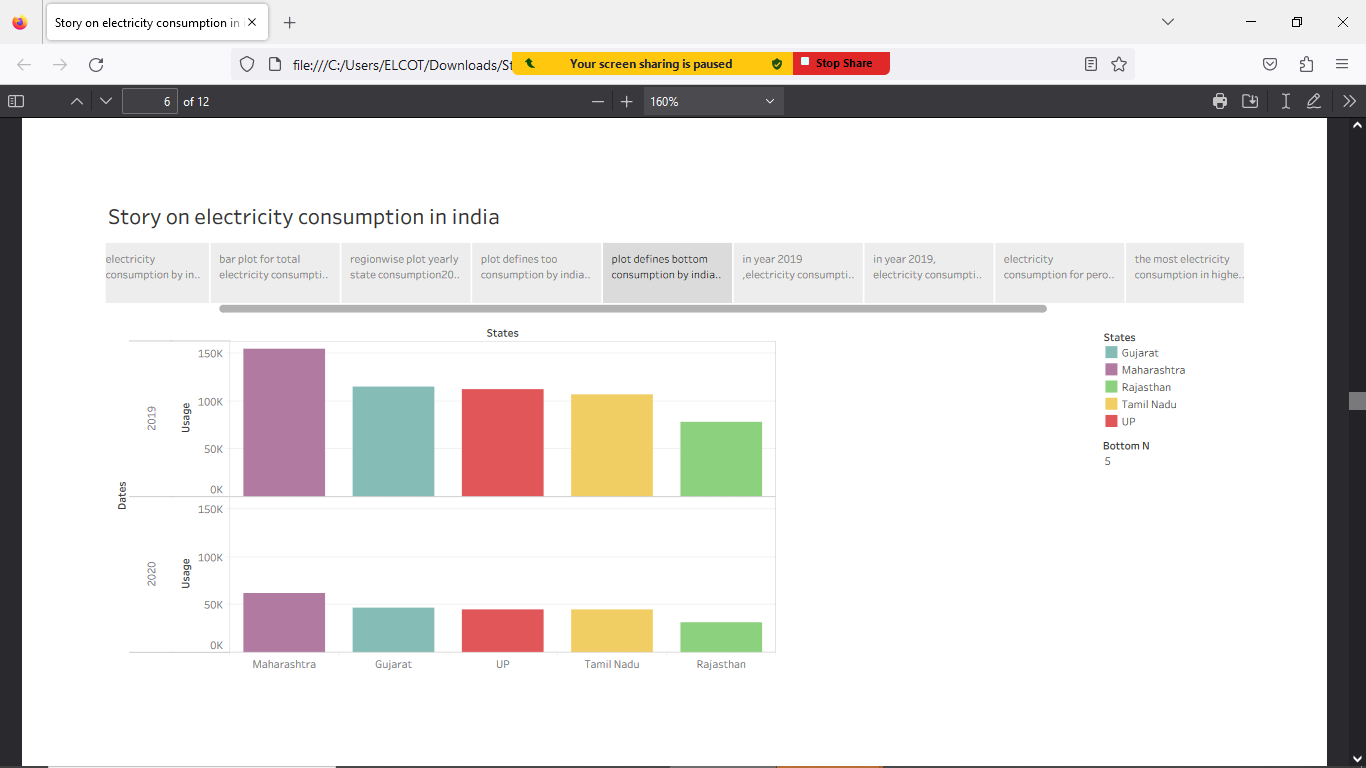 Story on electricity consumption in
file:///C:/Users/ELCOT/Downloads/St
Your screen sharing is paused
Stop Share
6 of 12
160%
Story on electricity consumption in india
electricity
consumption by in..
bar plot for total
electricity consumpti..
regionwise plot yearly
state consumption20..
plot defines too
consumption by india..
plot defines bottom
consumption by india..
in year 2019
,electricity consumpti..
in year 2019,
electricity consumpti..
electricity
consumption for pero..
the most electricity
consumption in highe..
States
150K
100K
50K
0K
2019
Usage
Dates
150K
100K
50K
0K
2020
Usage
Maharashtra
Gujarat
UP
Tamil Nadu
Rajasthan
States
Gujarat
Maharashtra
Rajasthan
Tamil Nadu
UP
Bottom N
5